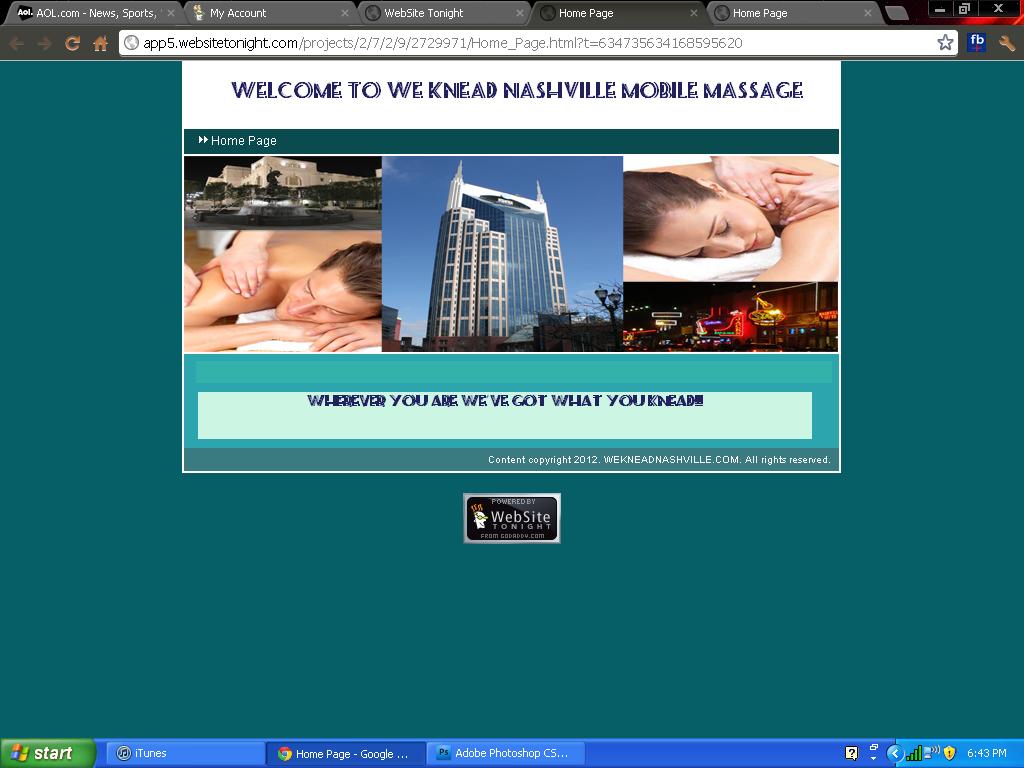 Aol. AOL.com - News, Sports,
My Account
WebSite Tonight
Home Page
Home Page
app5.websitetonight.com/projects/2/7/2/9/2729971/Home_Page.html?t=634735634168595620
fb
WELCOME TO WE KNEAD NASHVILLE MOBILE MASSAGE
Home Page
WHEREVER YOU ARE WE'VE GOT WHAT YOU KNEAD!!
Content copyright 2012. WEKNEADNASHVILLE.COM. All rights reserved.
POWERED BY
WebSite
TONIGHT
FROM GODADDY.COM
start
iTunes
Home Page - Google ...
Ps Adobe Photoshop CS...
?
6:43 PM